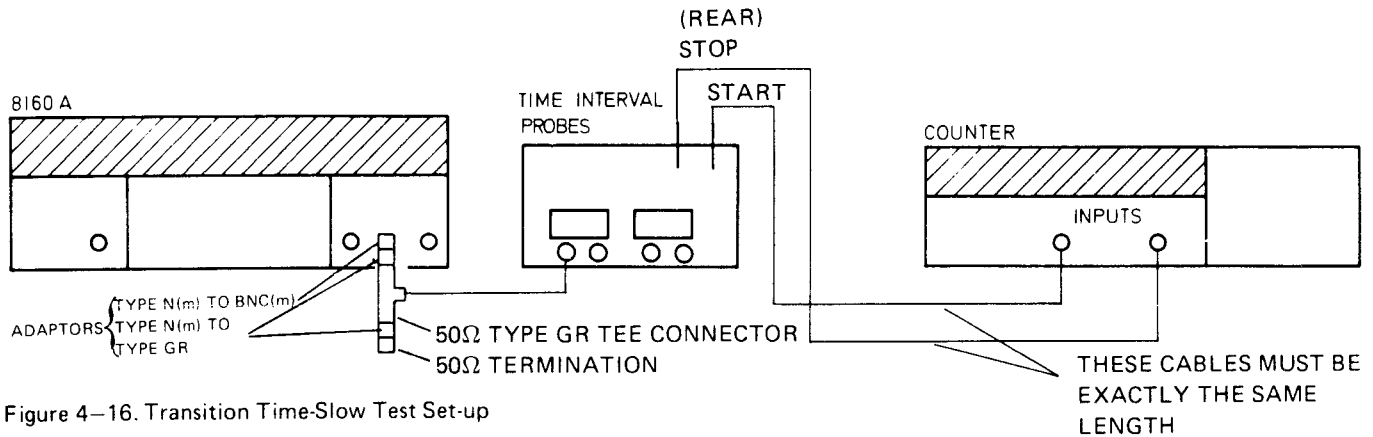 (REAR)
STOP
START
8160 A
TIME INTERVAL
PROBES
COUNTER
INPUTS
ADAPTORS
TYPE N(m) TO BNC(m)
TYPE N(m) TO
TYPE GR
50Ω TYPE GR TEE CONNECTOR
50Ω TERMINATION
THESE CABLES MUST BE
EXACTLY THE SAME
LENGTH
Figure 4–16. Transition Time-Slow Test Set-up